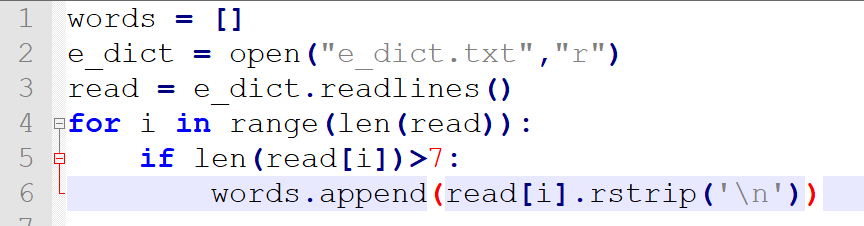 1 words = []
2 e_dict = open("e_dict.txt","r")
3 read = e_dict.readlines()
4 for i in range(len(read)):
5     if len(read[i])>7:
6         words.append(read[i].rstrip('\n'))